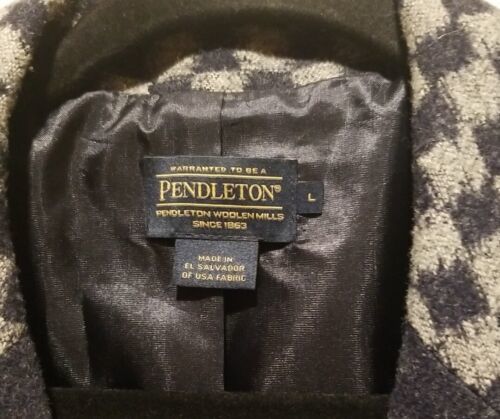 WARRANTED TO BE A
PENDLETON®
PENDLETON WOOLEN MILLS
SINCE 1863
L
MADE IN
EL SALVADOR
OF USA FABRIC